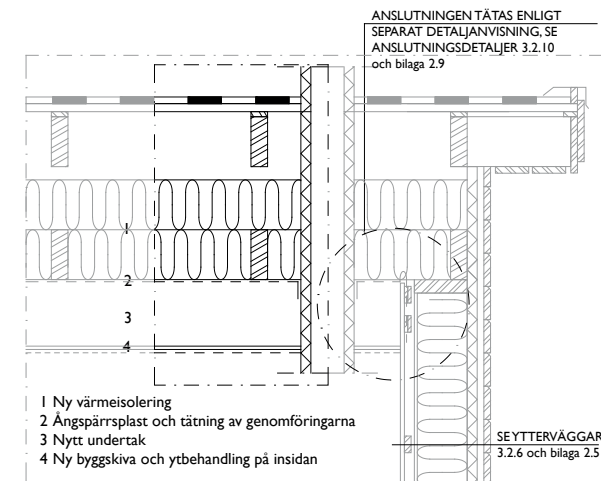 ANSLUTNINGEN TÄTAS ENLIGT
SEPARAT DETALJANVISNING, SE
ANSLUTNINGSDETALJER 3.2.10
och bilaga 2.9
1
2
3
4
1 Ny värmeisolering
2 Ångspärrsplast och tätning av genomföringarna
3 Nytt undertak
4 Ny byggskiva och ytbehandling på insidan
SE YTTERVÄGGAR
3.2.6 och bilaga 2.5